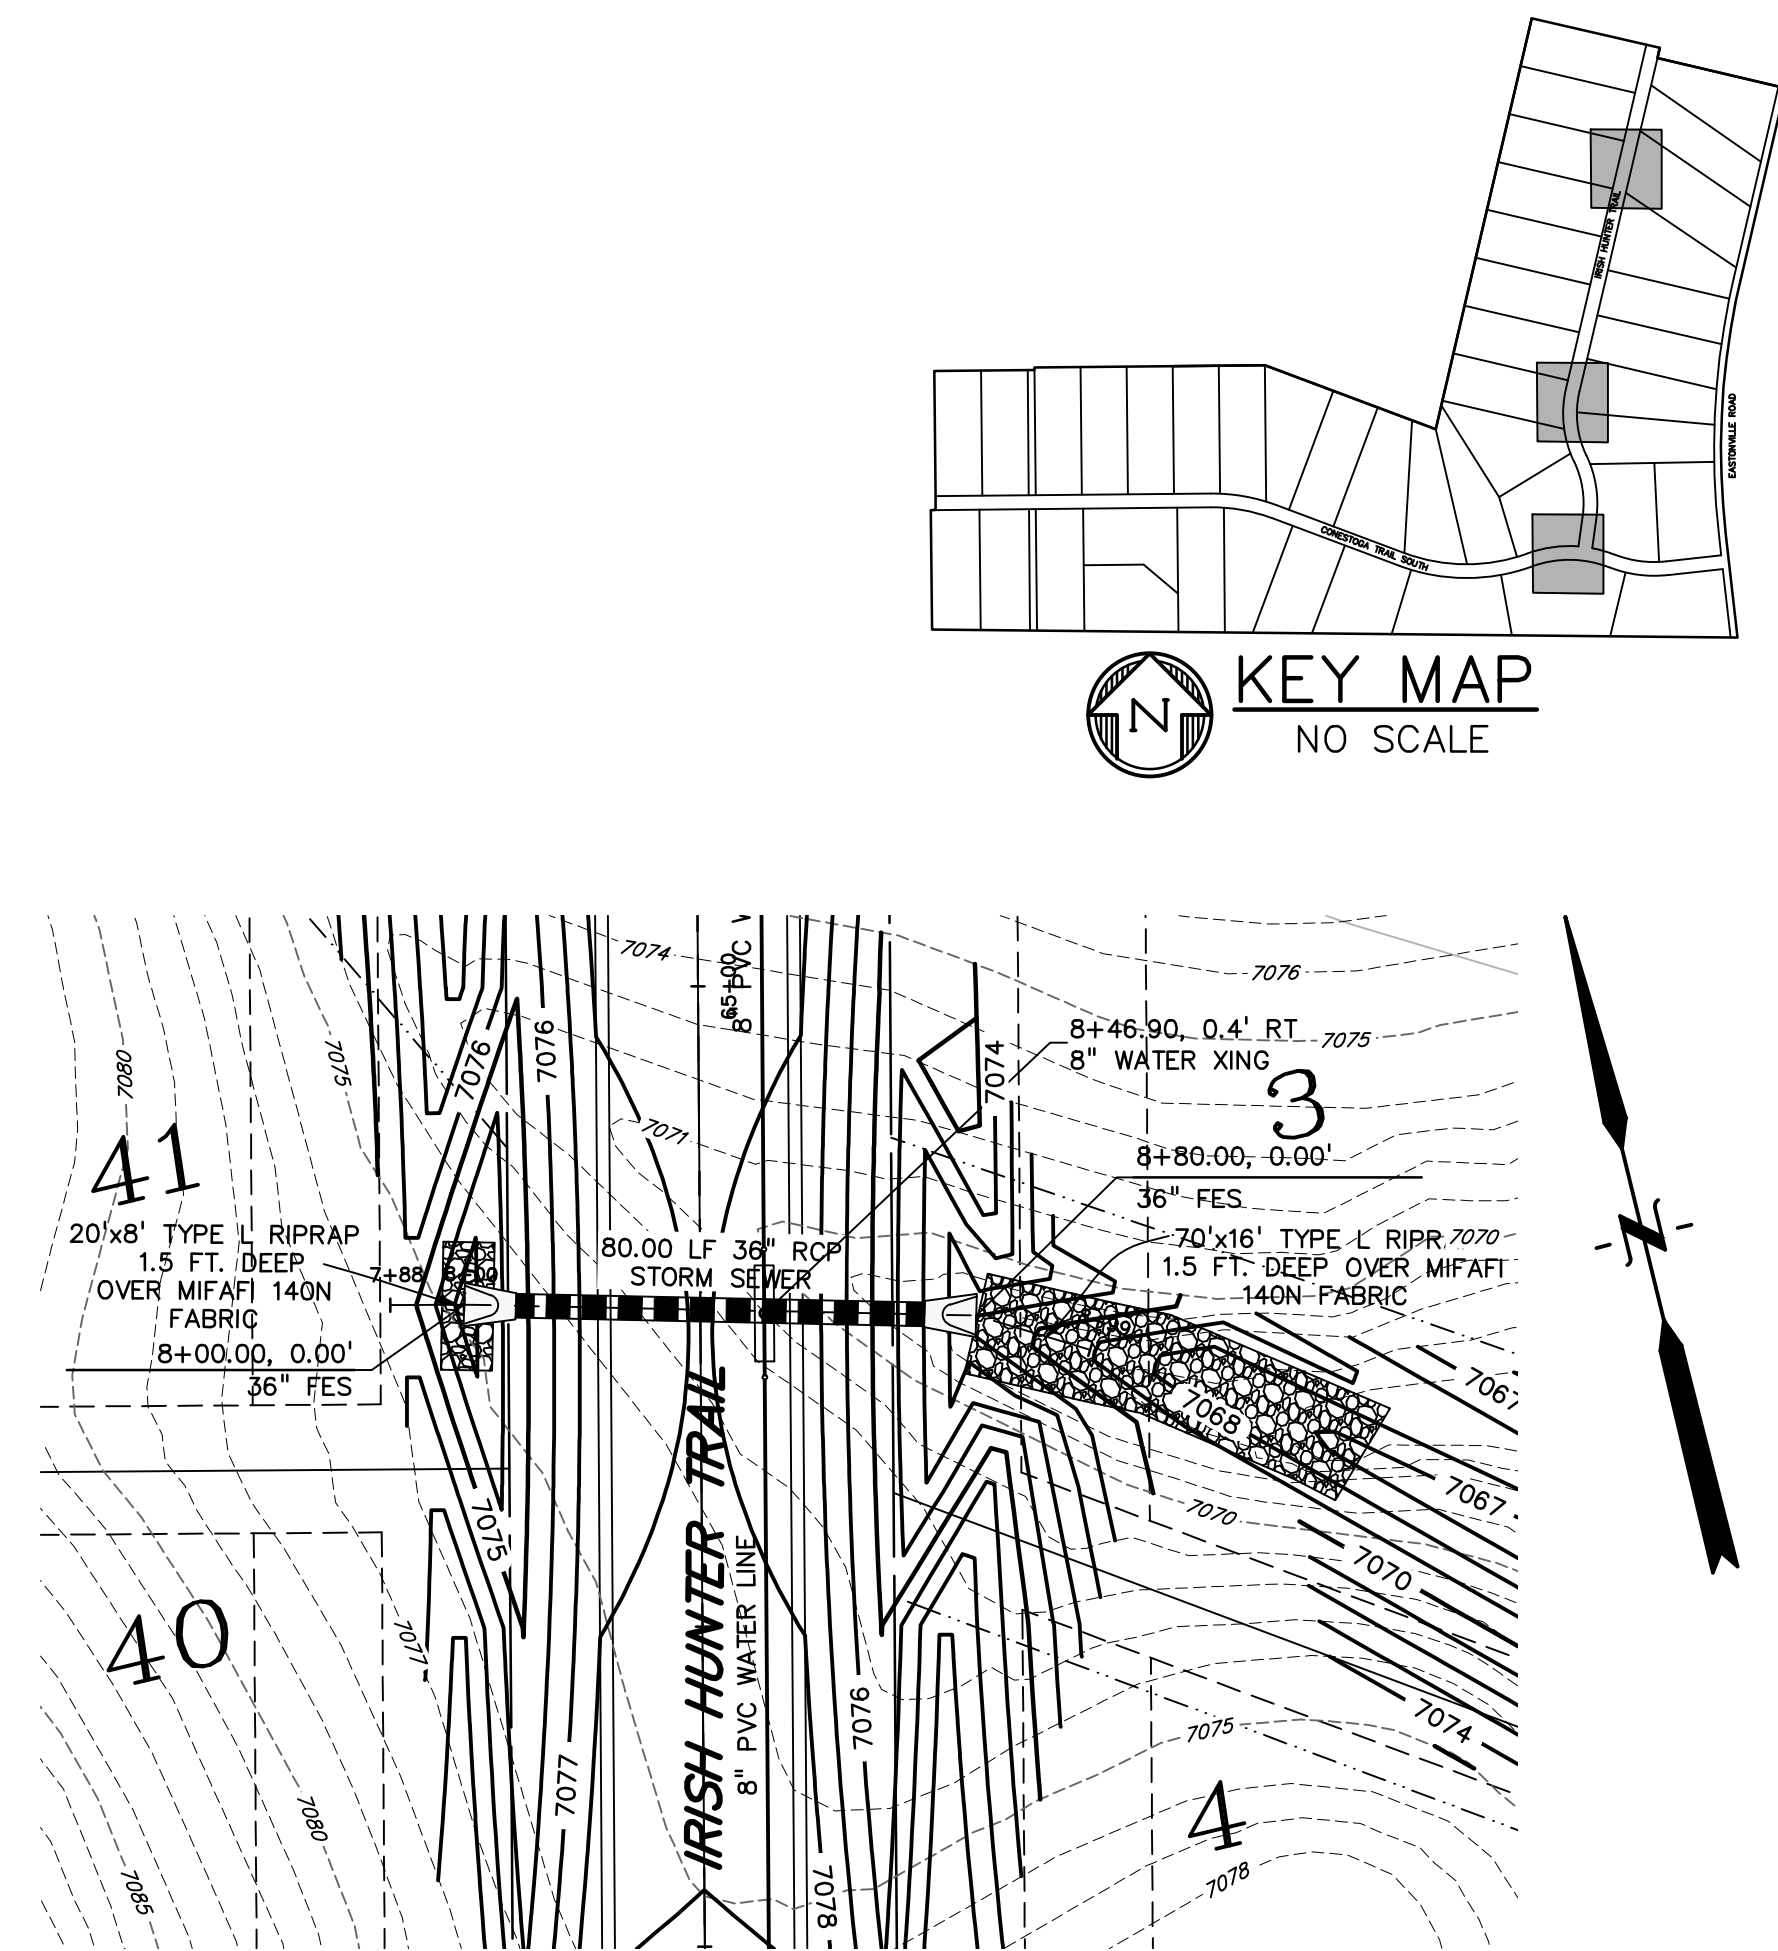 IRISH HUNTER TRAIL
EASTONVILLE ROAD
CONESTOGA TRAIL SOUTH
N
KEY MAP
NO SCALE
65+00
8" PVC W
7074
7076
7075
7080
7075
7076
7076
7074
7071
8+46.90, 0.4' RT
8" WATER XING
3
8+80.00, 0.00'
36" FES
41
20'x8' TYPE L RIPRAP
1.5 FT. DEEP
OVER MIFAFI 140N
FABRIC
8+00.00, 0.00'
36" FES
7+88
8+00
80.00 LF 36" RCP
STORM SEWER
70'x16' TYPE L RIPR
1.5 FT. DEEP OVER MIFAFI
140N FABRIC
7070
N
7067
7068
7067
7070
7070
7074
7075
7075
40
7077
7080
7085
7077
7076
7078
IRISH HUNTER TRAIL
8" PVC WATER LINE
4
7078